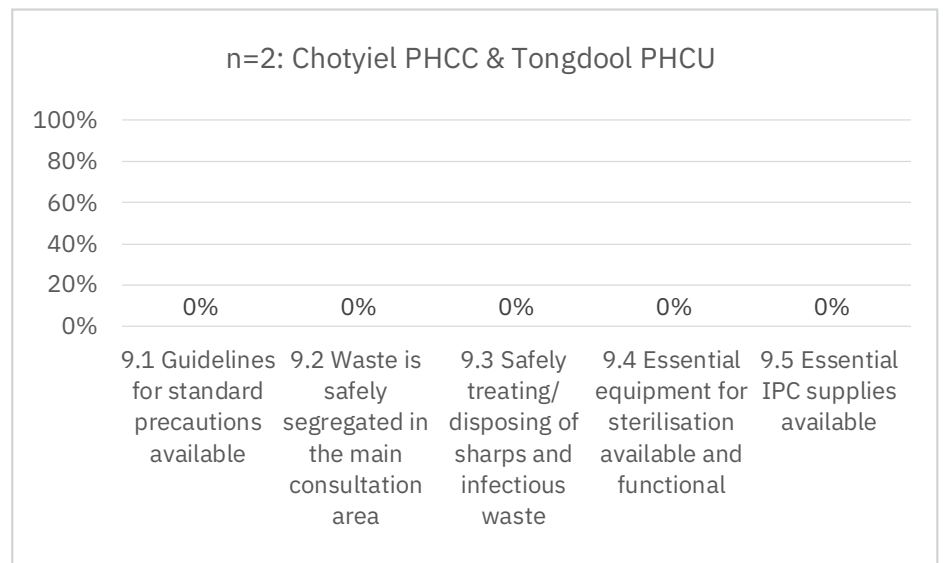 n=2: Chotyiel PHCC & Tongdool PHCU
100%
80%
60%
40%
20%
0%
0%
0%
0%
0%
0%
9.1 Guidelines
for standard
precautions
available
9.2 Waste is
safely
segregated in
the main
consultation
area
9.3 Safely
treating/
disposing of
sharps and
infectious
waste
9.4 Essential
equipment for
sterilisation
available and
functional
9.5 Essential
IPC supplies
available